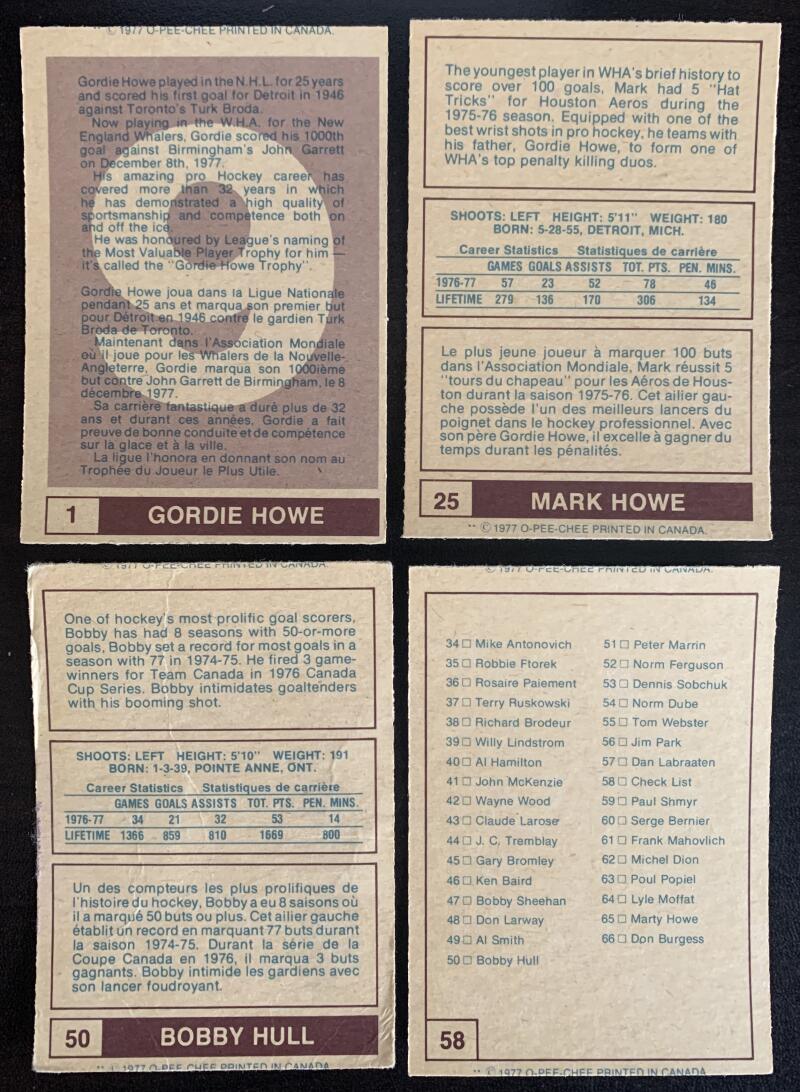 © 1977 O-PEE-CHEE PRINTED IN CANADA.
Gordie Howe played in the N.H.L. for 25 years
and scored his first goal for Detroit in 1946
against Toronto's Turk Broda.
Now playing in the W.H.A. for the New
England Whalers, Gordie scored his 1000th
goal against Birmingham's John Garrett
on December 8th, 1977.
His amazing pro Hockey career has
covered more than 32 years in which
he has demonstrated a high quality of
sportsmanship and competence both on
and off the ice.
He was honoured by League's naming of
the Most Valuable Player Trophy for him —
it's called the "Gordie Howe Trophy".
Gordie Howe joua dans la Ligue Nationale
pendant 25 ans et marqua son premier but
pour Détroit en 1946 contre le gardien Turk
Broda de Toronto.
Maintenant dans l'Association Mondiale
où il joue pour les Whalers de la Nouvelle-
Angleterre, Gordie marqua son 1000ième
but contre John Garrett de Birmingham, le 8
décembre 1977.
Sa carrière fantastique a duré plus de 32
ans et durant ces années, Gordie a fait
preuve de bonne conduite et de compétence
sur la glace et à la ville.
La ligue l'honora en donnant son nom au
Trophée du Joueur le Plus Utile.
1 GORDIE HOWE
The youngest player in WHA's brief history to
score over 100 goals, Mark had 5 "Hat
Tricks" for Houston Aeros during the
1975-76 season. Equipped with one of the
best wrist shots in pro hockey, he teams with
his father, Gordie Howe, to form one of
WHA's top penalty killing duos.
SHOOTS: LEFT HEIGHT: 5'11" WEIGHT: 180
BORN: 5-28-55, DETROIT, MICH.
Career Statistics Statistiques de carrière
GAMES GOALS ASSISTS TOT. PTS. PEN. MINS.
1976-77 57 23 52 78 46
LIFETIME 279 136 170 306 134
Le plus jeune joueur à marquer 100 buts
dans l'Association Mondiale, Mark réussit 5
"tours du chapeau" pour les Aéros de Hous-
ton durant la saison 1975-76. Cet ailier gau-
che possède l'un des meilleurs lancers du
poignet dans le hockey professionnel. Avec
son père Gordie Howe, il excelle à gagner du
temps durant les pénalités.
25 MARK HOWE
** © 1977 O-PEE-CHEE PRINTED IN CANADA.
© 1977 O-PEE-CHEE PRINTED IN CANADA.
One of hockey's most prolific goal scorers,
Bobby has had 8 seasons with 50-or-more
goals, Bobby set a record for most goals in a
season with 77 in 1974-75. He fired 3 game-
winners for Team Canada in 1976 Canada
Cup Series. Bobby intimidates goaltenders
with his booming shot.
SHOOTS: LEFT HEIGHT: 5'10" WEIGHT: 191
BORN: 1-3-39, POINTE ANNE, ONT.
Career Statistics Statistiques de carrière
GAMES GOALS ASSISTS TOT. PTS. PEN. MINS.
1976-77 34 21 32 53 14
LIFETIME 1366 859 810 1669 800
Un des compteurs les plus prolifiques de
l'histoire du hockey, Bobby a eu 8 saisons où
il a marqué 50 buts ou plus. Cet ailier gauche
établit un record en marquant 77 buts durant
la saison 1974-75. Durant la série de la
Coupe Canada en 1976, il marqua 3 buts
gagnants. Bobby intimide les gardiens avec
son lancer foudroyant.
50 BOBBY HULL
** © 1977 O-PEE-CHEE PRINTED IN CANADA
© 1977 O-PEE-CHEE PRINTED IN CANADA.
34 □ Mike Antonovich
35 □ Robbie Ftorek
36 □ Rosaire Paiement
37 □ Terry Ruskowski
38 □ Richard Brodeur
39 □ Willy Lindstrom
40 □ Al Hamilton
41 □ John McKenzie
42 □ Wayne Wood
43 □ Claude Larose
44 □ J. C. Tremblay
45 □ Gary Bromley
46 □ Ken Baird
47 □ Bobby Sheehan
48 □ Don Larway
49 □ Al Smith
50 □ Bobby Hull
51 □ Peter Marrin
52 □ Norm Ferguson
53 □ Dennis Sobchuk
54 □ Norm Dube
55 □ Tom Webster
56 □ Jim Park
57 □ Dan Labraaten
58 □ Check List
59 □ Paul Shmyr
60 □ Serge Bernier
61 □ Frank Mahovlich
62 □ Michel Dion
63 □ Poul Popiel
64 □ Lyle Moffat
65 □ Marty Howe
66 □ Don Burgess
58
** © 1977 O-PEE-CHEE PRINTED IN CANADA